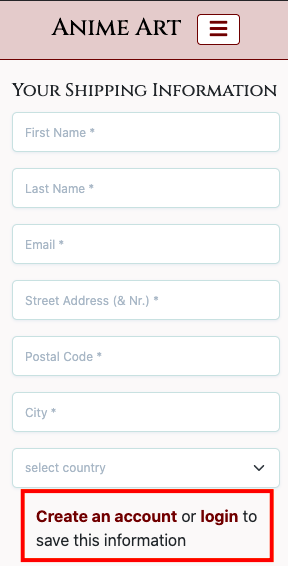 Anime Art
Your Shipping Information
First Name *
Last Name *
Email *
Street Address (& Nr.) *
Postal Code *
City *
select country
Create an account or login to
save this information